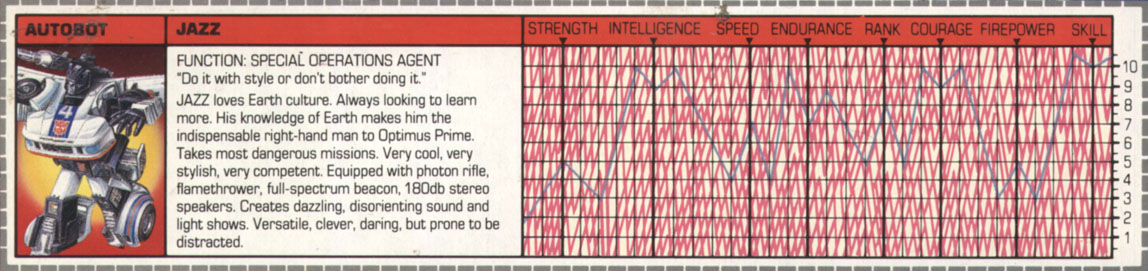 AUTOBOT
JAZZ
STRENGTH INTELLIGENCE SPEED ENDURANCE RANK COURAGE FIREPOWER SKILL
FUNCTION: SPECIAL OPERATIONS AGENT
"Do it with style or don't bother doing it."
JAZZ loves Earth culture. Always looking to learn
more. His knowledge of Earth makes him the
indispensable right-hand man to Optimus Prime.
Takes most dangerous missions. Very cool, very
stylish, very competent. Equipped with photon rifle,
flamethrower, full-spectrum beacon, 180db stereo
speakers. Creates dazzling, disorienting sound and
light shows. Versatile, clever, daring, but prone to be
distracted.
4
10
9
8
7
6
5
4
3
2
1